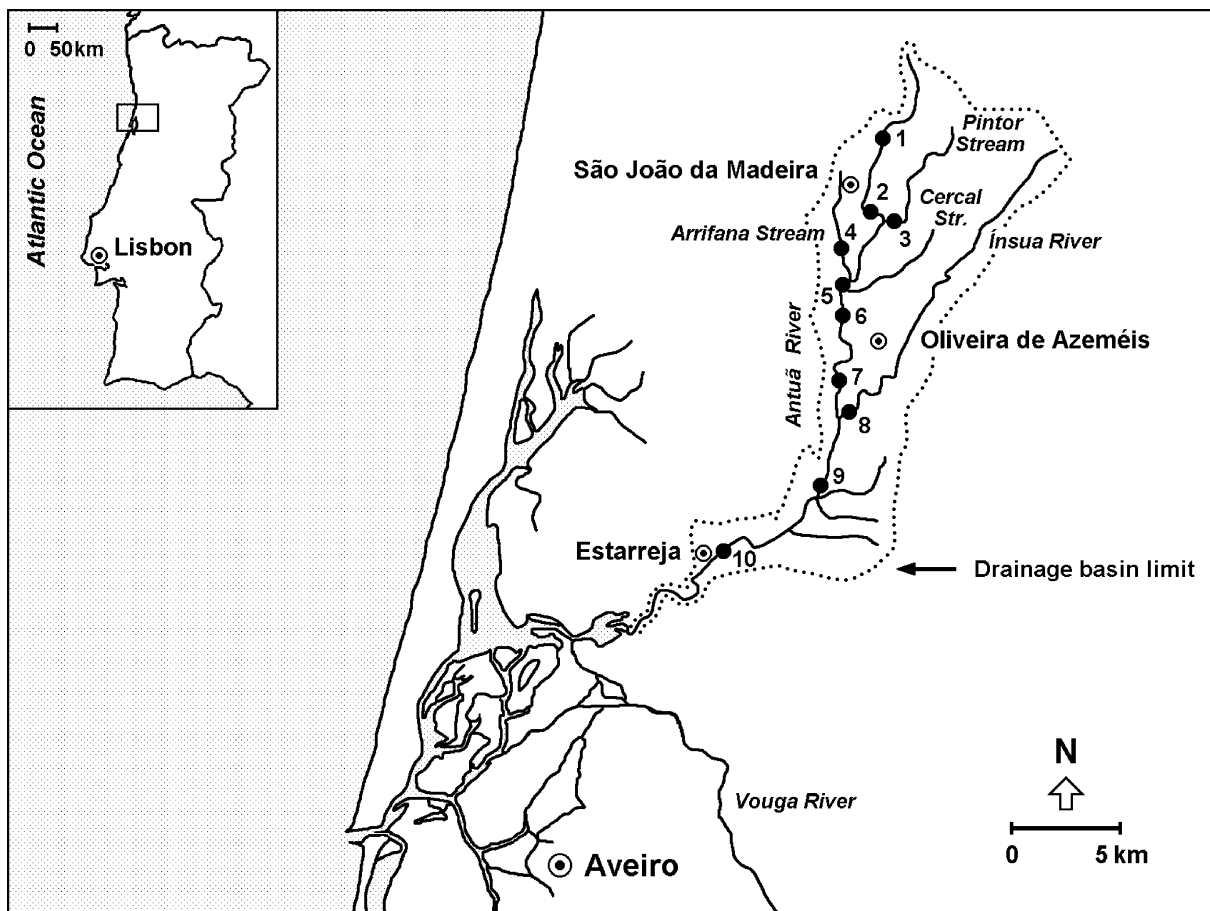 0 50km
Atlantic Ocean
Lisbon
1
Pintor
Stream
São João da Madeira
2
Cercal
Str.
3
4
Arrifana Stream
Ínsua River
5
6
Antuã River
Oliveira de Azeméis
7
8
9
Estarreja
10
Drainage basin limit
N
Vouga River
0 5 km
Aveiro